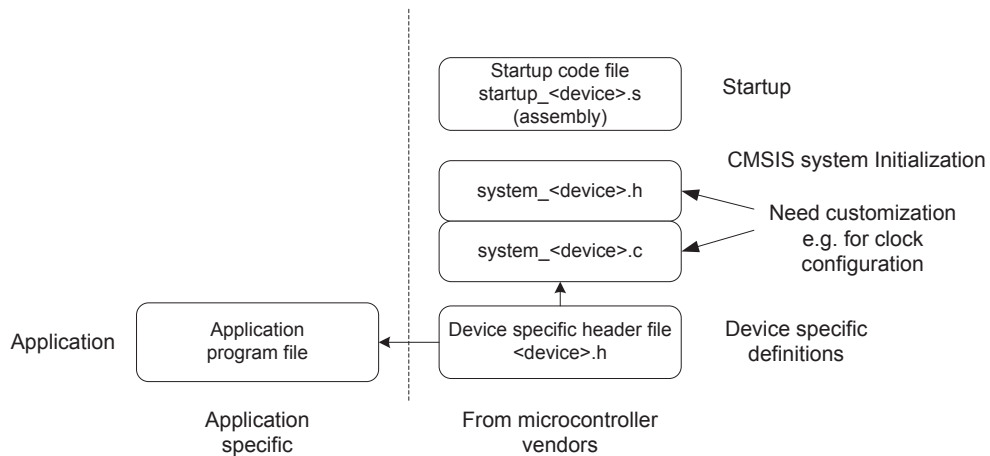 Startup code file
startup_<device>.s
(assembly)
Startup
CMSIS system Initialization
system_<device>.h
Need customization
e.g. for clock
configuration
system_<device>.c
Application
Application
program file
Device specific header file
<device>.h
Device specific
definitions
Application
specific
From microcontroller
vendors